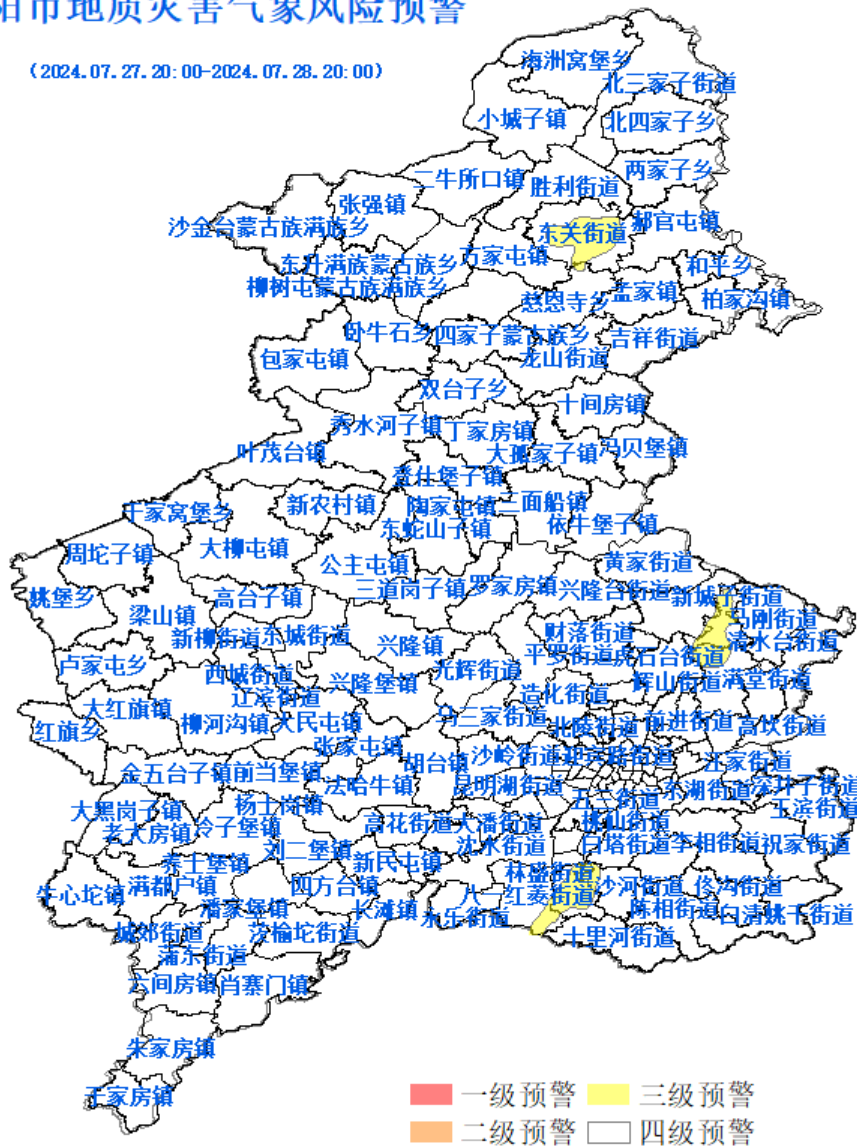 阳市地质灾害气象风险预警
(2024.07.27.20:00-2024.07.28.20:00)
海洲窝堡乡
北三家子街道
小城子镇
北四家子乡
两家子乡
二牛所口镇
胜利街道
张强镇
沙金台蒙古族满族乡
东关街道
郝官屯镇
方家屯镇
东升满族蒙古族乡
和平乡
柳树屯蒙古族满族乡
慈恩寺乡
孟家镇
柏家沟镇
卧牛石乡
四家子蒙古族乡
吉祥街道
包家屯镇
龙山街道
双台子乡
十间房镇
秀水河子镇
丁家房镇
叶茂台镇
大孤家子镇
冯贝堡镇
登仕堡子镇
新农村镇
陶家屯镇
三面船镇
于家窝堡乡
东蛇山子镇
依牛堡子镇
周坨子镇
大柳屯镇
公主屯镇
黄家街道
姚堡乡
高台子镇
三道岗子镇
罗家房镇
兴隆台街道
新城子街道
梁山镇
马刚街道
新柳街道
东城街道
兴隆镇
财落街道
清水台街道
卢家屯乡
平罗街道
虎石台街道
西城街道
光辉街道
辉山街道
满堂街道
辽滨街道
兴隆堡镇
造化街道
大红旗镇
红旗乡
柳河沟镇
大民屯镇
马三家街道
北陵街道
前进街道
高坎街道
张家屯镇
胡台镇
沙岭街道
迎宾路街道
汪家街道
金五台子镇
前当堡镇
法哈牛镇
昆明湖街道
五三街道
东湖街道
深井子街道
大黑岗子镇
杨士岗镇
王滨街道
老大房镇
冷子堡镇
高花街道
大潘街道
桃仙街道
刘二堡镇
沈水街道
白塔街道
李相街道
祝家街道
新民屯镇
牛心坨镇
满都户镇
四方台镇
林盛街道
八一
红菱街道
沙河街道
佟沟街道
潘家堡镇
长滩镇
永乐街道
陈相街道
姚千街道
城郊街道
茨榆坨街道
十里河街道
蒲东街道
六间房镇
肖寨门镇
朱家房镇
于家房镇
一级预警
三级预警
二级预警
四级预警